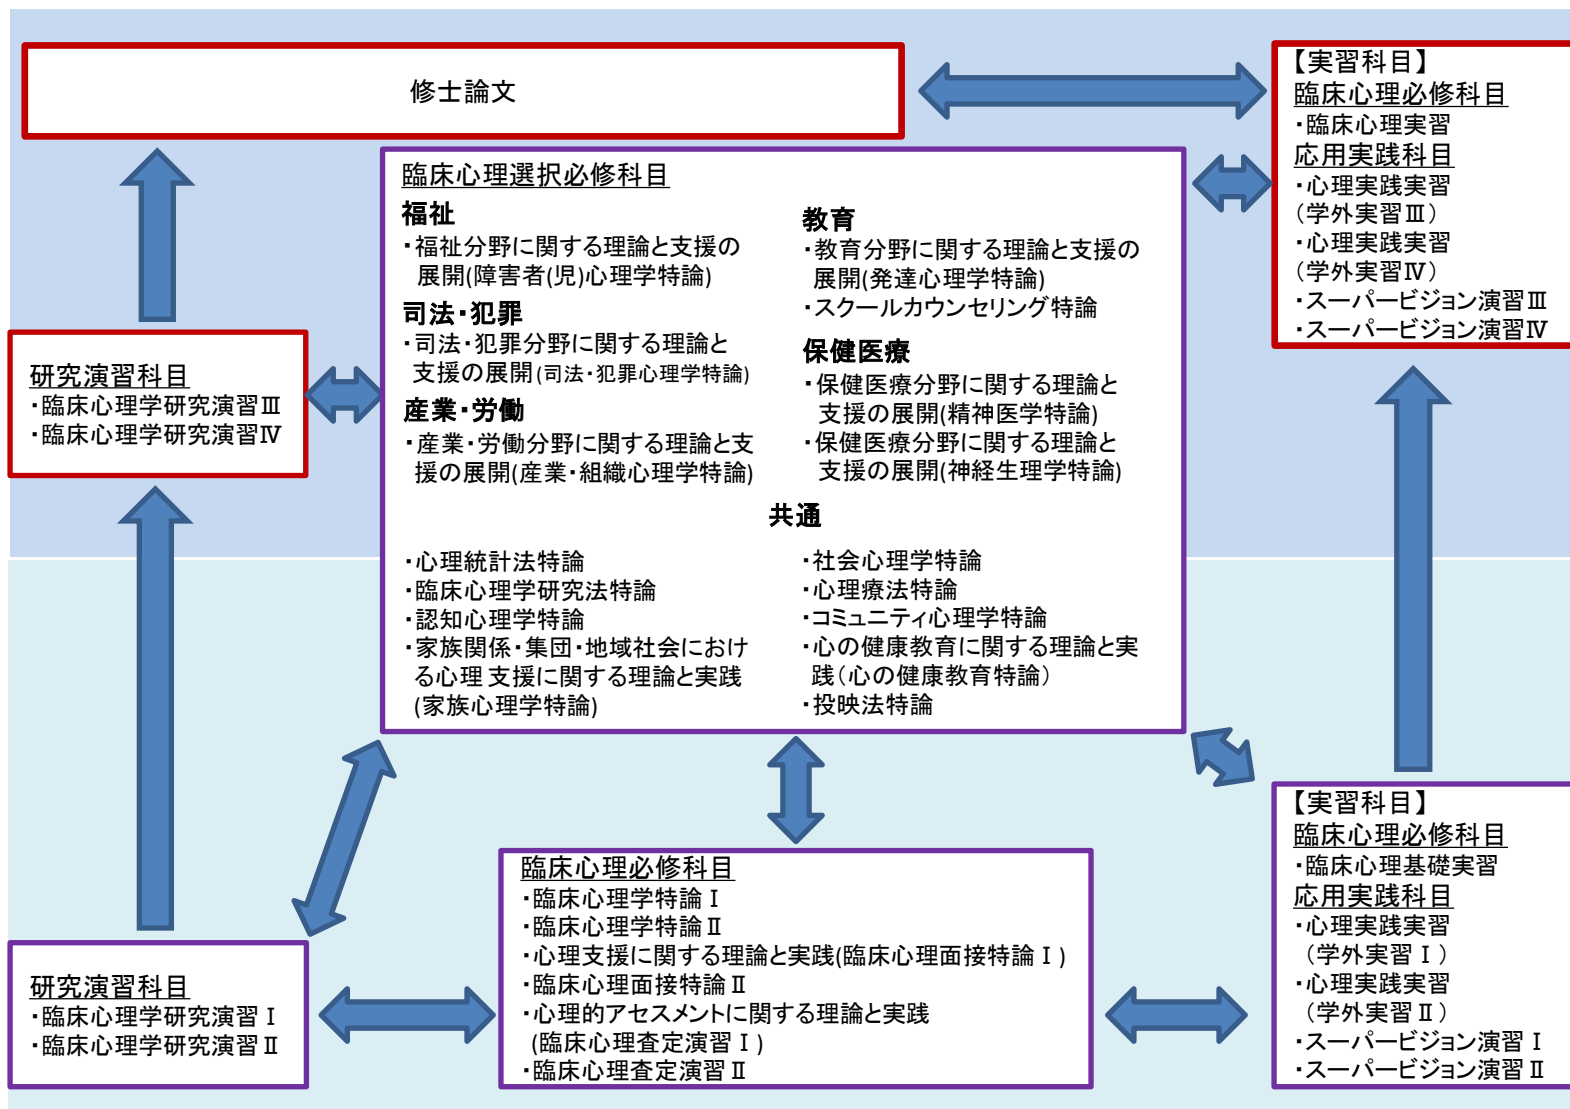 修士論文
【実習科目】
臨床心理必修科目
・臨床心理実習
応用実践科目
・心理実践実習
(学外実習Ⅲ)
・心理実践実習
(学外実習Ⅳ)
・スーパービジョン演習Ⅲ
・スーパービジョン演習Ⅳ
臨床心理選択必修科目
福祉
・福祉分野に関する理論と支援の
展開(障害者(児)心理学特論)
司法・犯罪
・司法・犯罪分野に関する理論と
支援の展開(司法・犯罪心理学特論)
産業・労働
・産業・労働分野に関する理論と支
援の展開(産業・組織心理学特論)
教育
・教育分野に関する理論と支援の
展開(発達心理学特論)
・スクールカウンセリング特論
保健医療
・保健医療分野に関する理論と
支援の展開(精神医学特論)
・保健医療分野に関する理論と
支援の展開(神経生理学特論)
共通
・心理統計法特論
・臨床心理学研究法特論
・認知心理学特論
・家族関係・集団・地域社会におけ
る心理 支援に関する理論と実践
(家族心理学特論)
・社会心理学特論
・心理療法特論
・コミュニティ心理学特論
・心の健康教育に関する理論と実
践(心の健康教育特論)
・投映法特論
研究演習科目
・臨床心理学研究演習Ⅲ
・臨床心理学研究演習Ⅳ
研究演習科目
・臨床心理学研究演習Ⅰ
・臨床心理学研究演習Ⅱ
臨床心理必修科目
・臨床心理学特論Ⅰ
・臨床心理学特論Ⅱ
・心理支援に関する理論と実践(臨床心理面接特論Ⅰ)
・臨床心理面接特論Ⅱ
・心理的アセスメントに関する理論と実践
(臨床心理査定演習Ⅰ)
・臨床心理査定演習Ⅱ
【実習科目】
臨床心理必修科目
・臨床心理基礎実習
応用実践科目
・心理実践実習
(学外実習Ⅰ)
・心理実践実習
(学外実習Ⅱ)
・スーパービジョン演習Ⅰ
・スーパービジョン演習Ⅱ